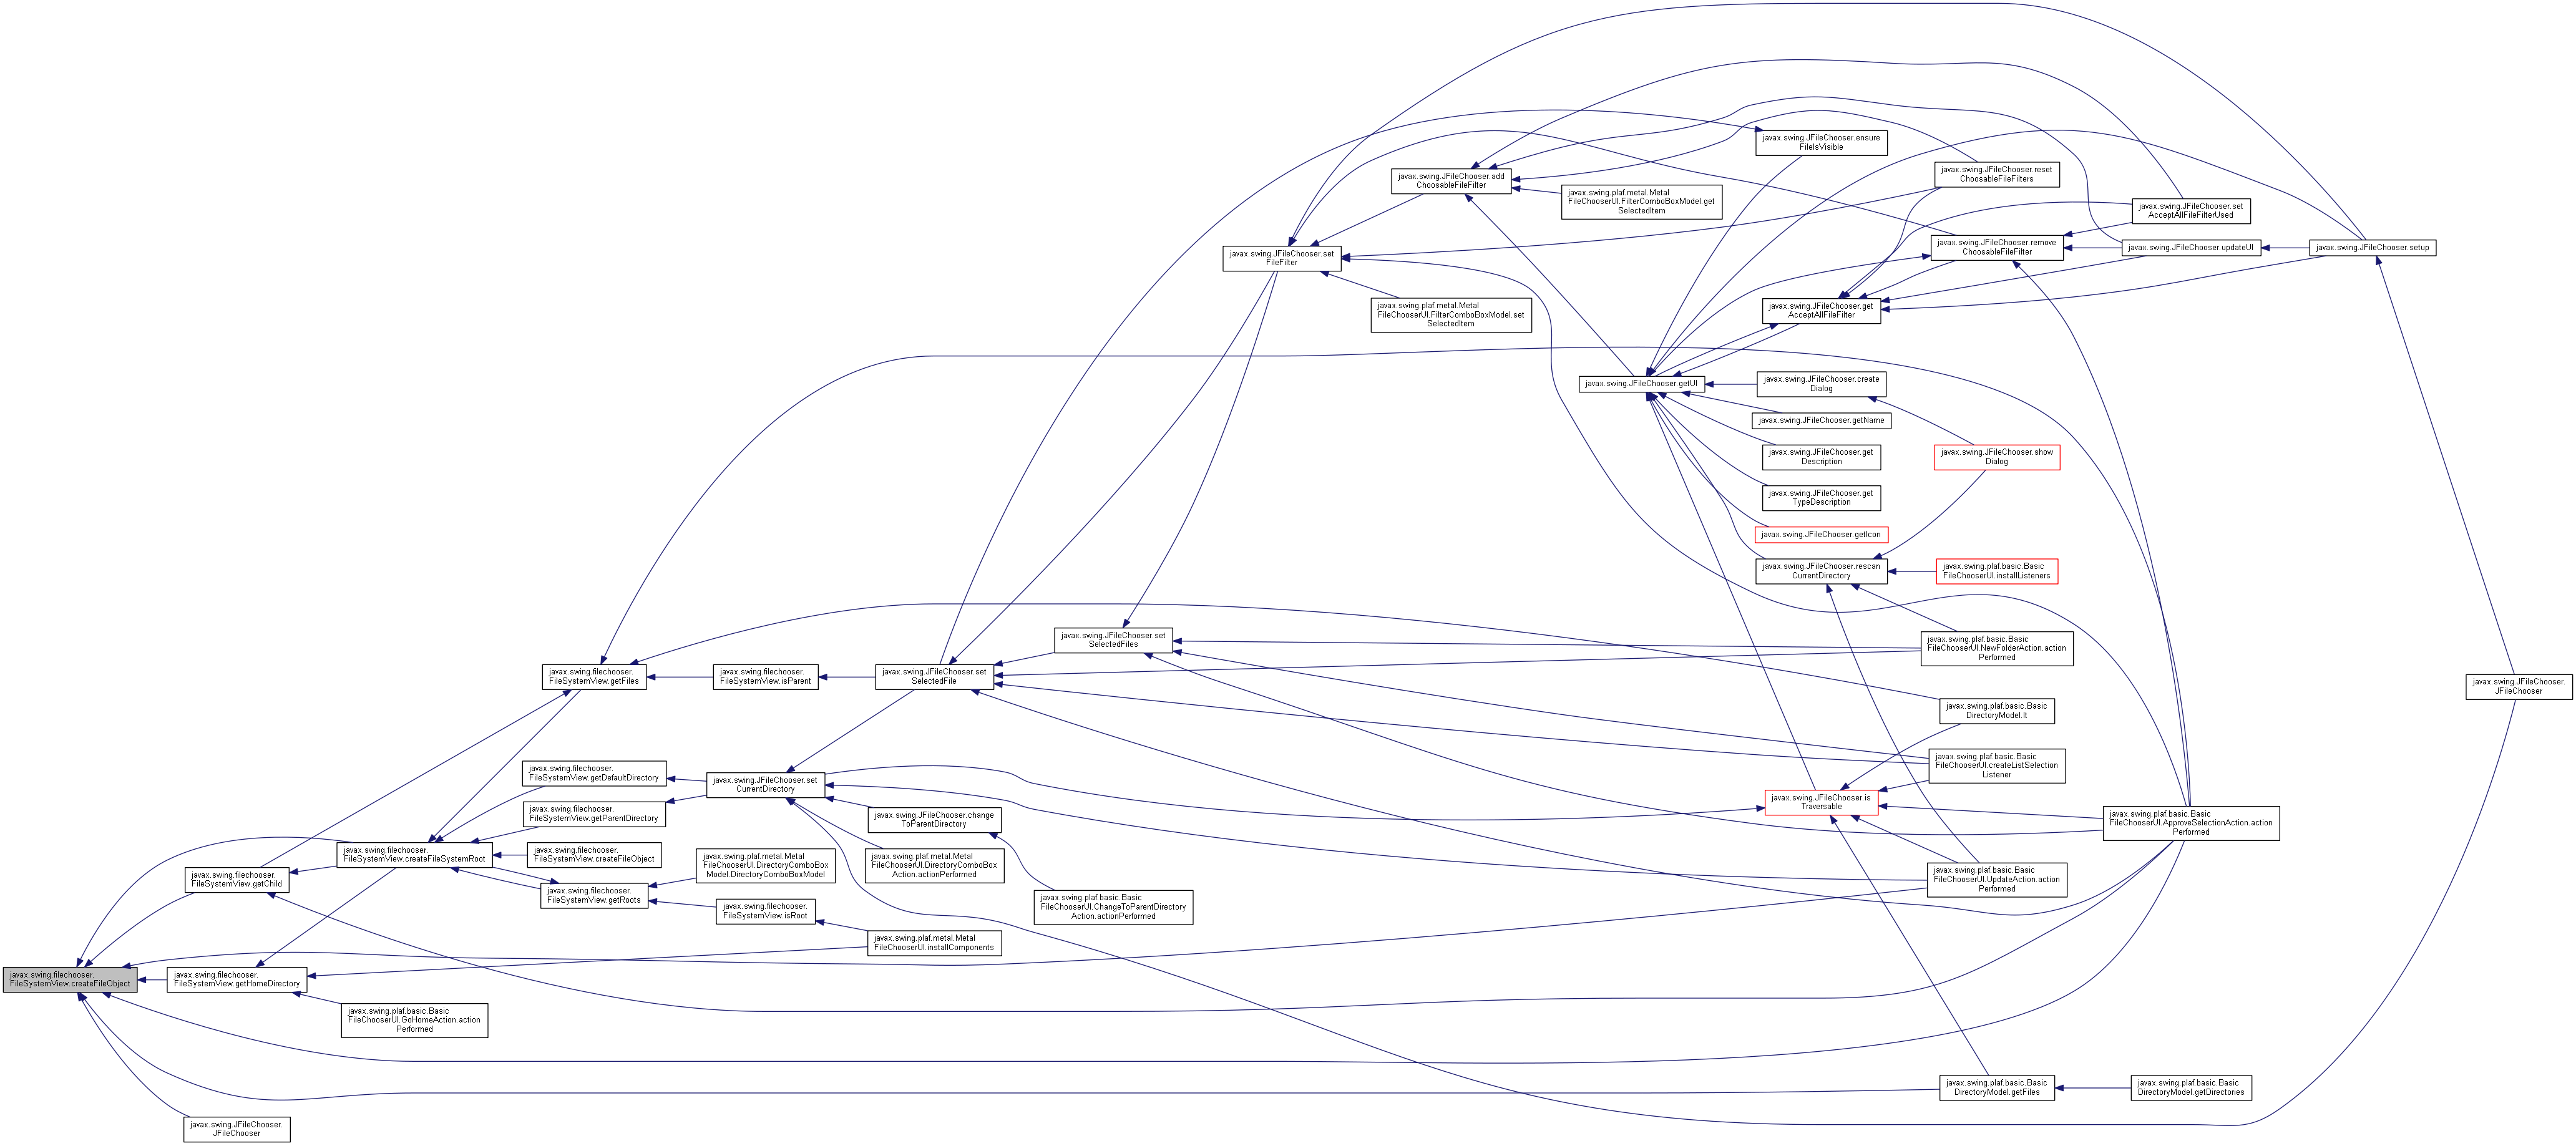 javax.swing.filechooser.
FileSystemView.createFileObject
javax.swing.filechooser.
FileSystemView.getChild
javax.swing.filechooser.
FileSystemView.getHomeDirectory
javax.swing.JFileChooser.
JFileChooser
javax.swing.filechooser.
FileSystemView.createFileSystemRoot
javax.swing.plaf.basic.Basic
FileChooserUI.GoHomeAction.action
Performed
javax.swing.filechooser.
FileSystemView.getFiles
javax.swing.filechooser.
FileSystemView.getDefaultDirectory
javax.swing.filechooser.
FileSystemView.getParentDirectory
javax.swing.filechooser.
FileSystemView.createFileObject
javax.swing.filechooser.
FileSystemView.getRoots
javax.swing.filechooser.
FileSystemView.isParent
javax.swing.JFileChooser.set
CurrentDirectory
javax.swing.plaf.metal.Metal
FileChooserUI.DirectoryComboBox
Model.DirectoryComboBoxModel
javax.swing.filechooser.
FileSystemView.isRoot
javax.swing.JFileChooser.set
SelectedFile
javax.swing.JFileChooser.change
ToParentDirectory
javax.swing.plaf.metal.Metal
FileChooserUI.DirectoryComboBox
Action.actionPerformed
javax.swing.plaf.metal.Metal
FileChooserUI.installComponents
javax.swing.JFileChooser.set
SelectedFiles
javax.swing.plaf.basic.Basic
FileChooserUI.ChangeToParentDirectory
Action.actionPerformed
javax.swing.JFileChooser.set
FileFilter
javax.swing.JFileChooser.add
ChoosableFileFilter
javax.swing.plaf.metal.Metal
FileChooserUI.FilterComboBoxModel.set
SelectedItem
javax.swing.plaf.metal.Metal
FileChooserUI.FilterComboBoxModel.get
SelectedItem
javax.swing.JFileChooser.getUI
javax.swing.JFileChooser.ensure
FileIsVisible
javax.swing.JFileChooser.get
AcceptAllFileFilter
javax.swing.JFileChooser.create
Dialog
javax.swing.JFileChooser.getName
javax.swing.JFileChooser.get
Description
javax.swing.JFileChooser.get
TypeDescription
javax.swing.JFileChooser.getIcon
javax.swing.JFileChooser.rescan
CurrentDirectory
javax.swing.JFileChooser.is
Traversable
javax.swing.JFileChooser.reset
ChoosableFileFilters
javax.swing.JFileChooser.remove
ChoosableFileFilter
javax.swing.JFileChooser.show
Dialog
javax.swing.plaf.basic.Basic
FileChooserUI.installListeners
javax.swing.plaf.basic.Basic
FileChooserUI.NewFolderAction.action
Performed
javax.swing.plaf.basic.Basic
DirectoryModel.lt
javax.swing.plaf.basic.Basic
FileChooserUI.createListSelection
Listener
javax.swing.plaf.basic.Basic
FileChooserUI.UpdateAction.action
Performed
javax.swing.plaf.basic.Basic
DirectoryModel.getFiles
javax.swing.JFileChooser.set
AcceptAllFileFilterUsed
javax.swing.JFileChooser.updateUI
javax.swing.plaf.basic.Basic
FileChooserUI.ApproveSelectionAction.action
Performed
javax.swing.plaf.basic.Basic
DirectoryModel.getDirectories
javax.swing.JFileChooser.setup
javax.swing.JFileChooser.
JFileChooser